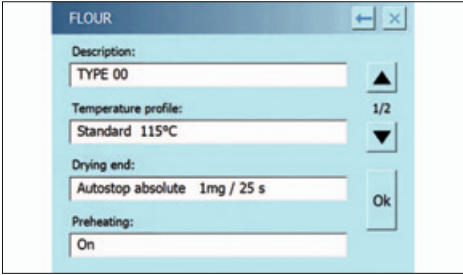 FLOUR
Description:
TYPE 00
Temperature profile:
Standard 115°C
1/2
Drying end:
Autostop absolute 1mg / 25 s
Ok
Preheating:
On